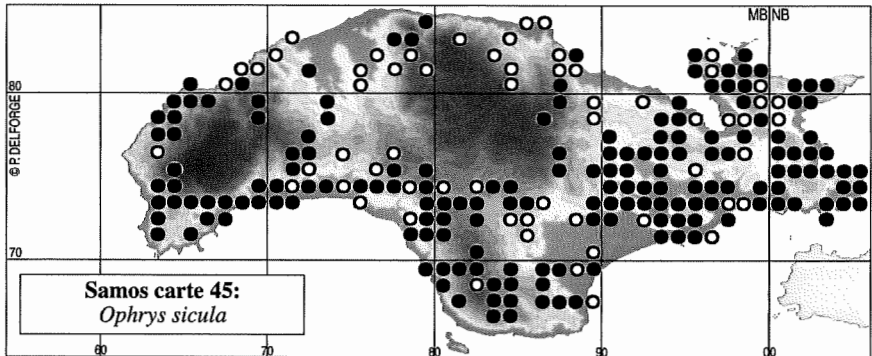 MB NB
80
© P. DELFORGE
70
Samos carte 45:
Ophrys sicula
60
70
80
90
00